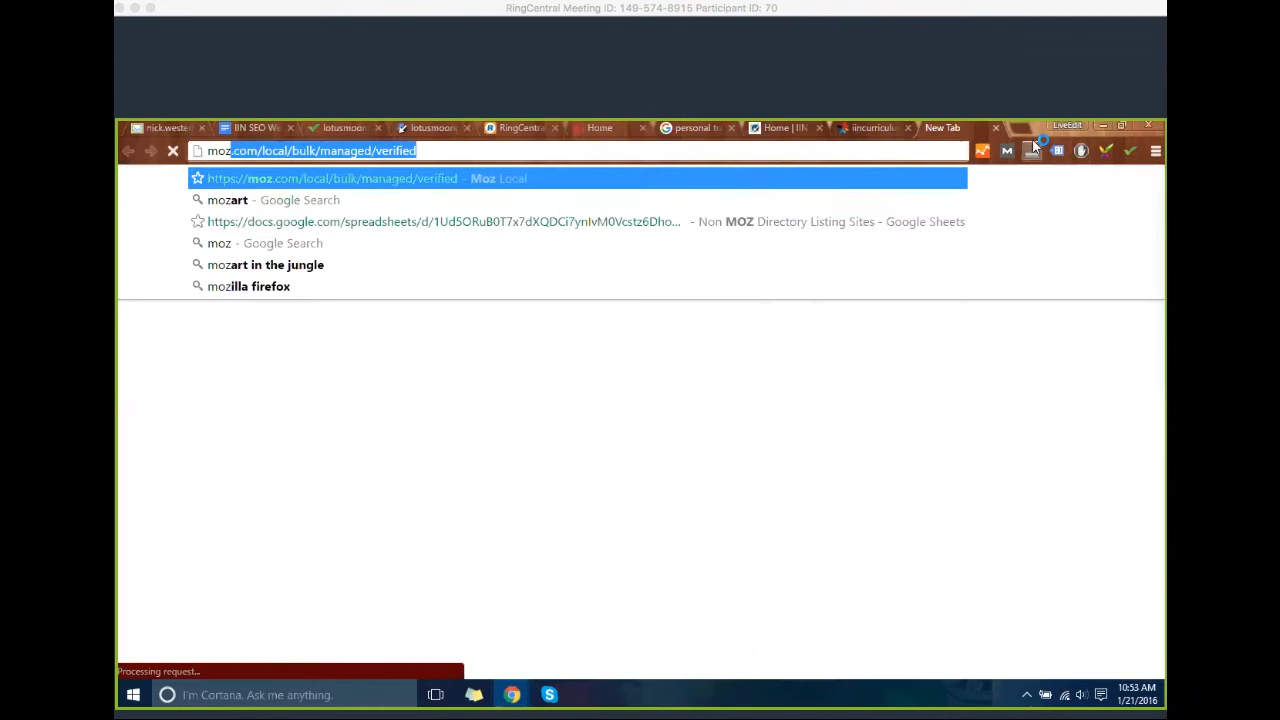 RingCentral Meeting ID: 149-574-8915 Participant ID: 70
nick.wester
IIN SEO We
lotusmoon
lotusmoon
RingCentra
Home
personal tr
Home | IIN
iincurriculu
New Tab
LiveEdit
moz.com/local/bulk/managed/verified
https://moz.com/local/bulk/managed/verified - Moz Local
mozart - Google Search
https://docs.google.com/spreadsheets/d/1Ud5ORuB0T7x7dXQDCi7ynIvM0Vcstz6Dho... - Non MOZ Directory Listing Sites - Google Sheets
moz - Google Search
mozart in the jungle
mozilla firefox
Processing request...
I'm Cortana. Ask me anything.
10:53 AM
1/21/2016